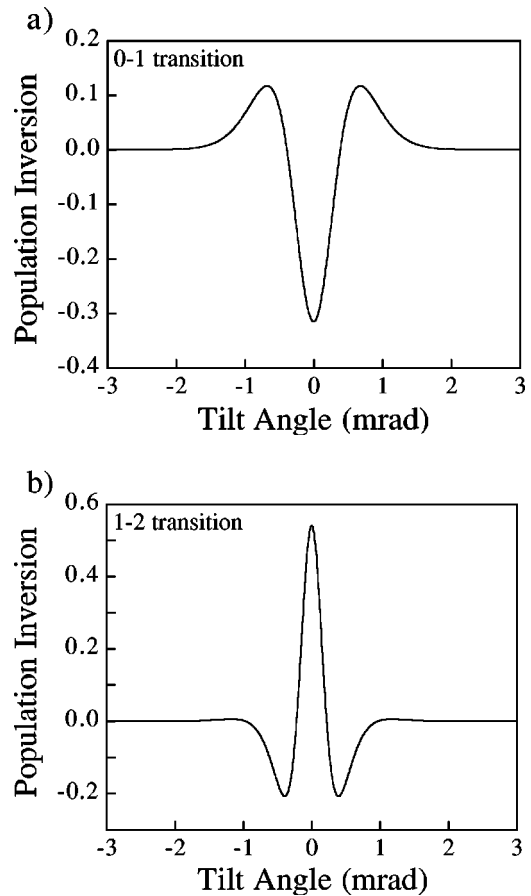 a)
0-1 transition
Population Inversion
0.2
0.1
0.0
-0.1
-0.2
-0.3
-0.4
-3 -2 -1 0 1 2 3
Tilt Angle (mrad)
b)
1-2 transition
Population Inversion
0.6
0.4
0.2
0.0
-0.2
-3 -2 -1 0 1 2 3
Tilt Angle (mrad)